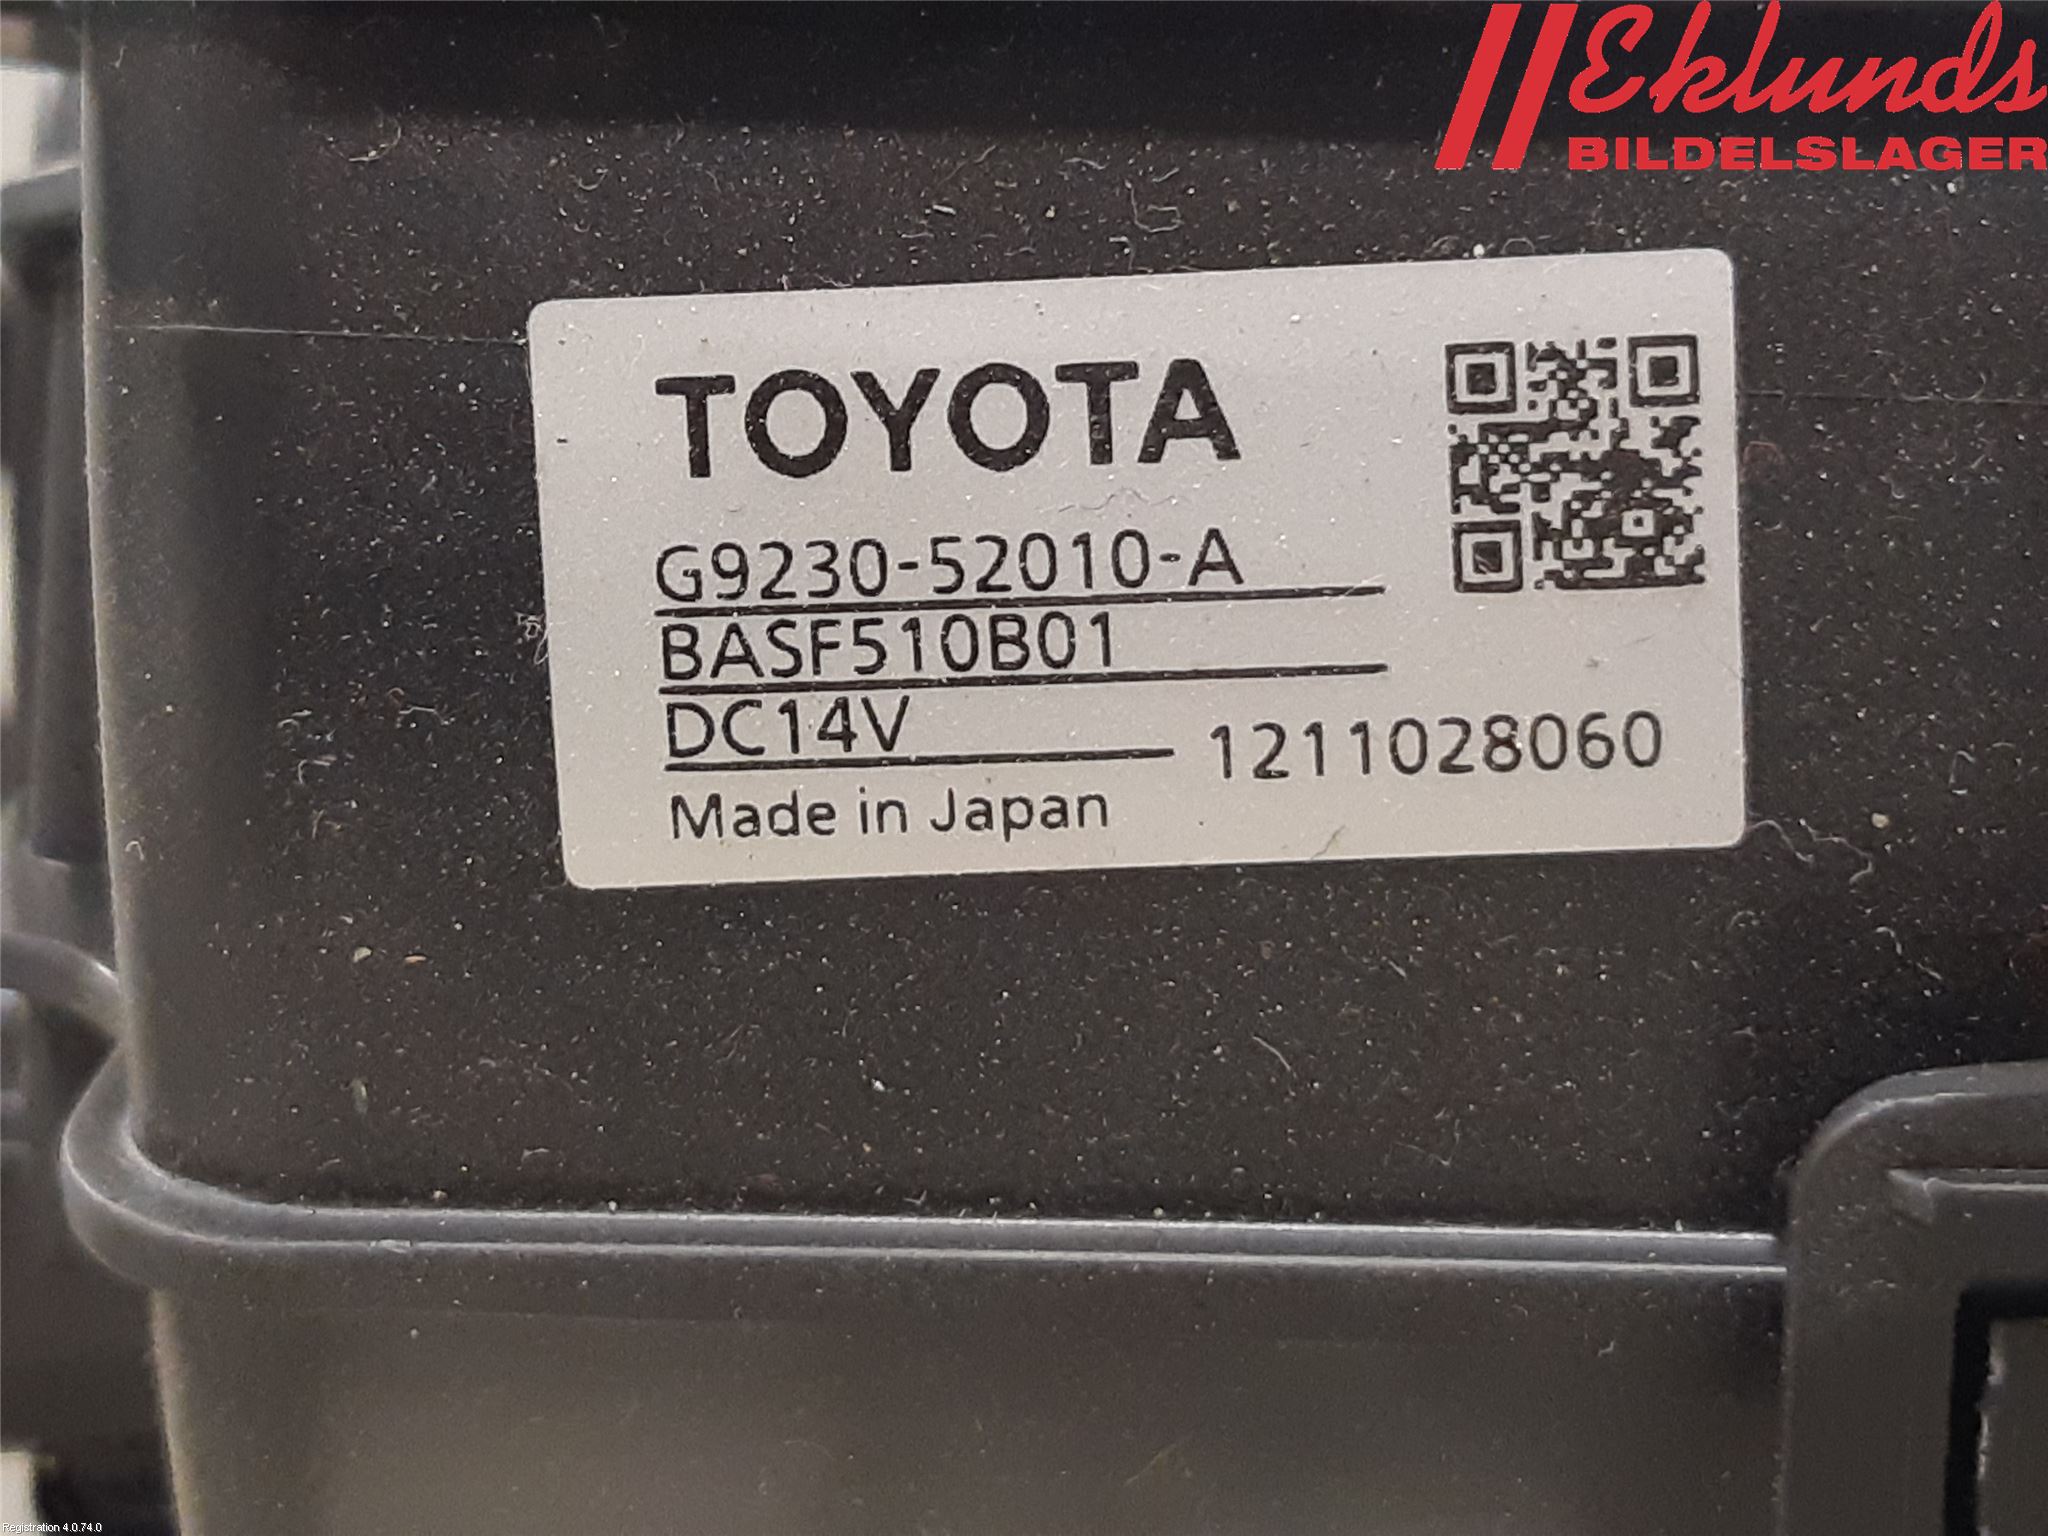 Eklunds
BILDELSLAGER
TOYOTA
G9230-52010-A
BASF510B01
DC14V
1211028060
Made in Japan
Registration 4.0.74.0